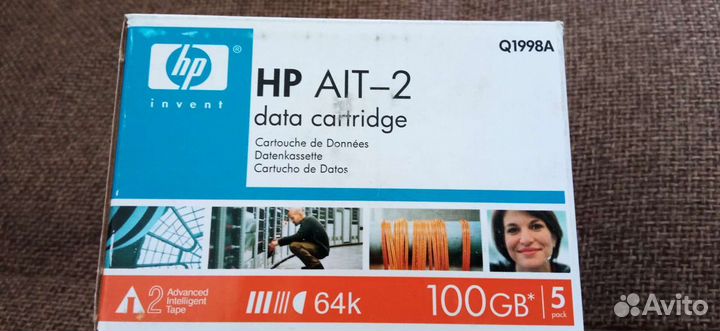 Q1998A
hp®
invent
HP AIT–2
data cartridge
Cartouche de Données
Datenkassette
Cartucho de Datos
2 Advanced
Intelligent
Tape
64k
100GB* 5
pack
Avito